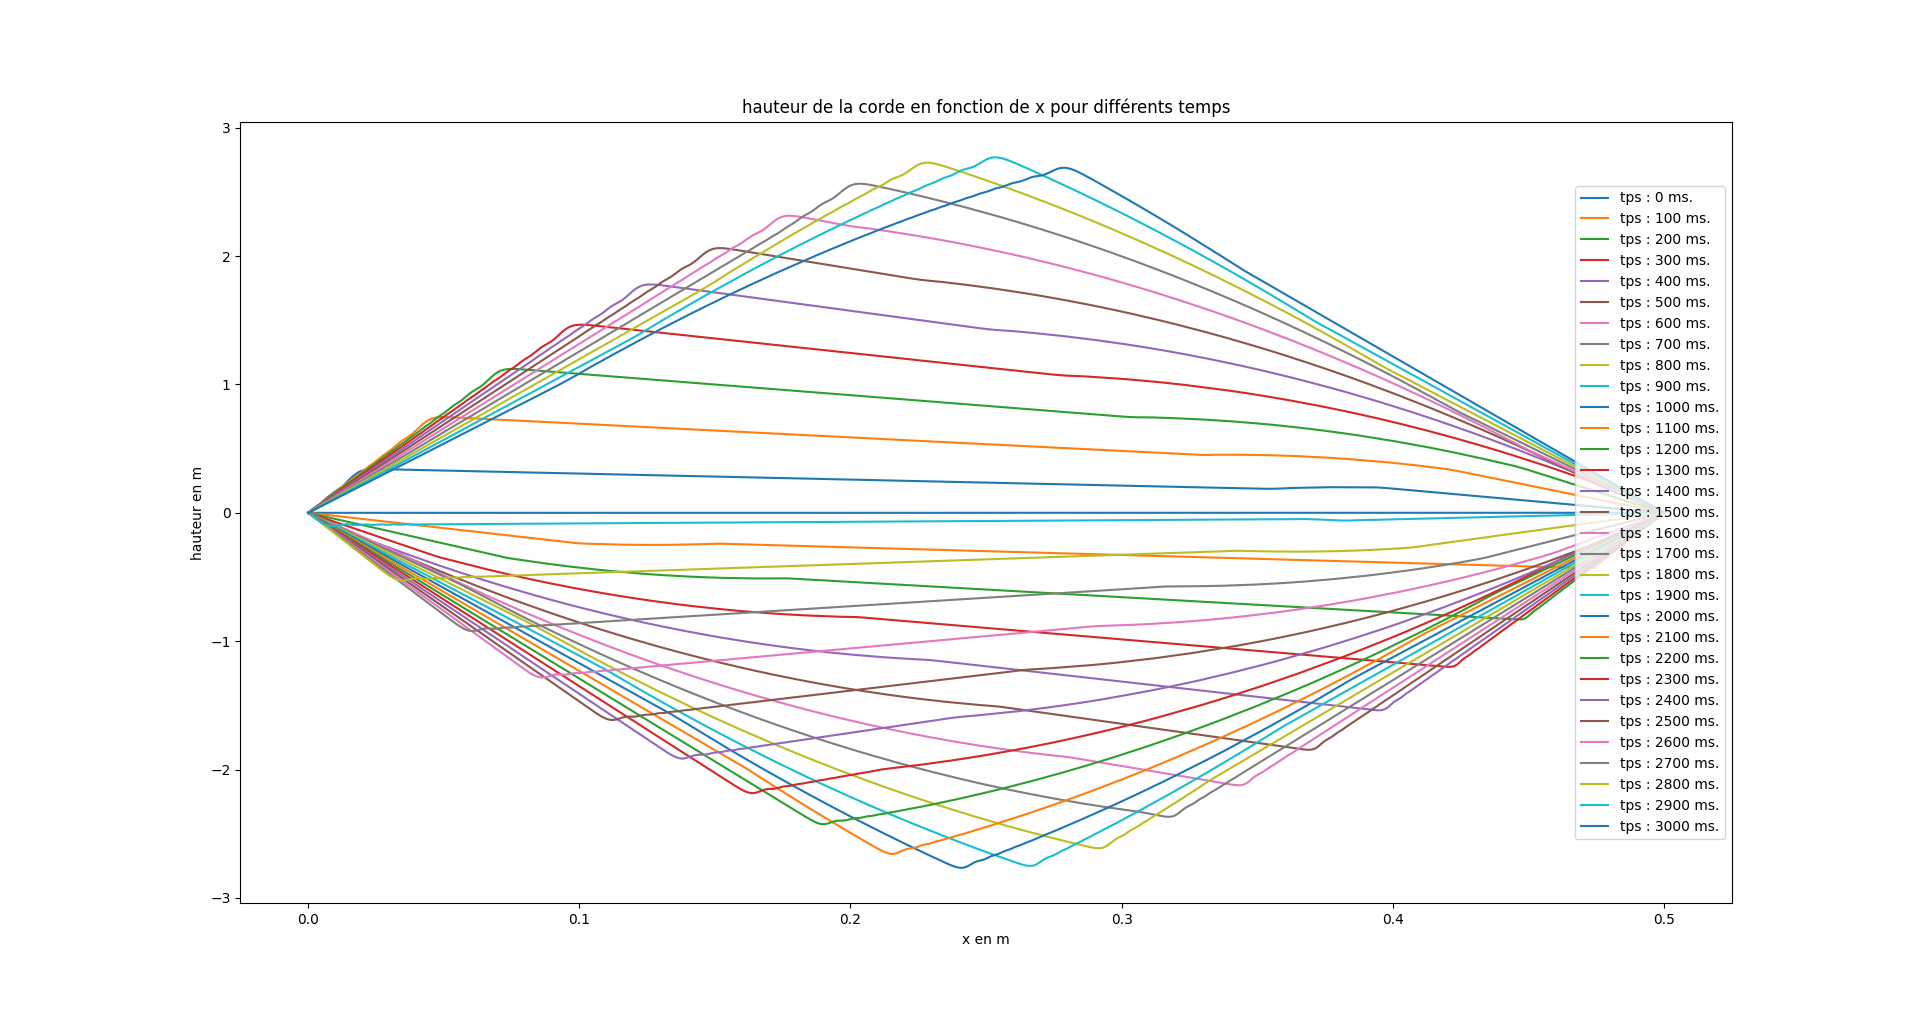 hauteur de la corde en fonction de x pour différents temps
3
2
1
0
−1
−2
−3
hauteur en m
0.0
0.1
0.2
0.3
0.4
0.5
x en m
tps : 0 ms.
tps : 100 ms.
tps : 200 ms.
tps : 300 ms.
tps : 400 ms.
tps : 500 ms.
tps : 600 ms.
tps : 700 ms.
tps : 800 ms.
tps : 900 ms.
tps : 1000 ms.
tps : 1100 ms.
tps : 1200 ms.
tps : 1300 ms.
tps : 1400 ms.
tps : 1500 ms.
tps : 1600 ms.
tps : 1700 ms.
tps : 1800 ms.
tps : 1900 ms.
tps : 2000 ms.
tps : 2100 ms.
tps : 2200 ms.
tps : 2300 ms.
tps : 2400 ms.
tps : 2500 ms.
tps : 2600 ms.
tps : 2700 ms.
tps : 2800 ms.
tps : 2900 ms.
tps : 3000 ms.